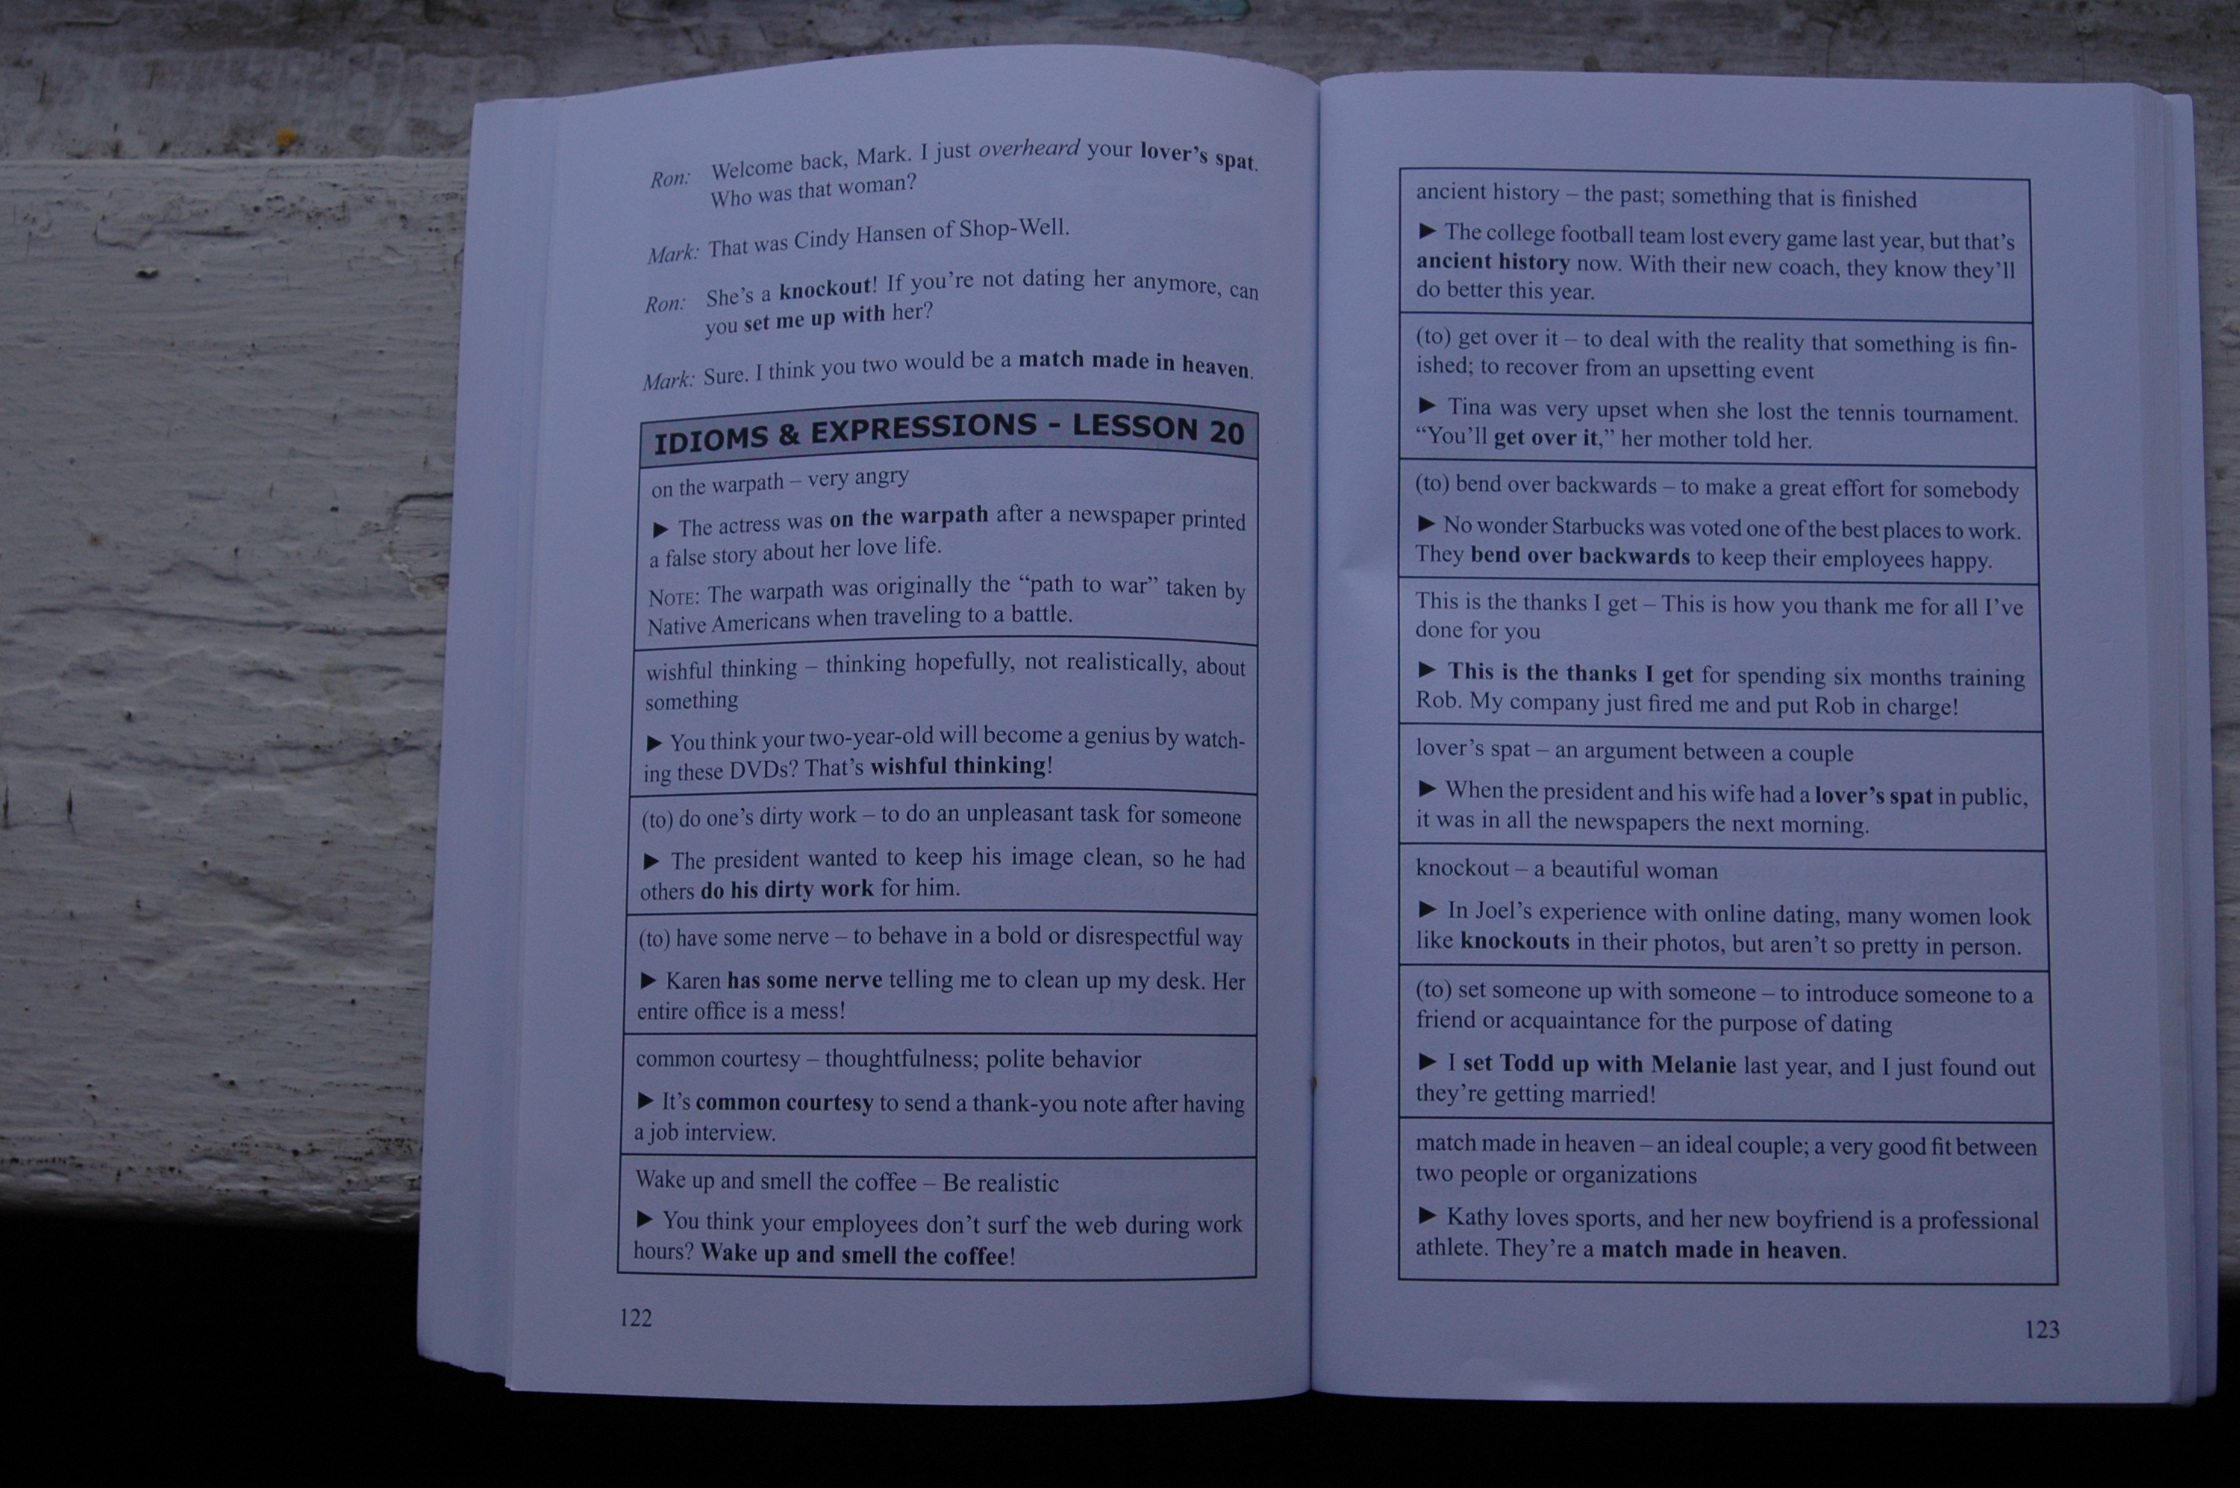 Ron: Welcome back, Mark. I just overheard your lover's spat.
Who was that woman?
Mark: That was Cindy Hansen of Shop-Well.
Ron: She's a knockout! If you're not dating her anymore, can
you set me up with her?
Mark: Sure. I think you two would be a match made in heaven.
IDIOMS & EXPRESSIONS - LESSON 20
on the warpath – very angry
► The actress was on the warpath after a newspaper printed
a false story about her love life.
NOTE: The warpath was originally the “path to war” taken by
Native Americans when traveling to a battle.
wishful thinking – thinking hopefully, not realistically, about
something
► You think your two-year-old will become a genius by watch-
ing these DVDs? That's wishful thinking!
(to) do one's dirty work – to do an unpleasant task for someone
► The president wanted to keep his image clean, so he had
others do his dirty work for him.
(to) have some nerve – to behave in a bold or disrespectful way
► Karen has some nerve telling me to clean up my desk. Her
entire office is a mess!
common courtesy – thoughtfulness; polite behavior
► It's common courtesy to send a thank-you note after having
a job interview.
Wake up and smell the coffee – Be realistic
► You think your employees don't surf the web during work
hours? Wake up and smell the coffee!
122
ancient history – the past; something that is finished
► The college football team lost every game last year, but that's
ancient history now. With their new coach, they know they'll
do better this year.
(to) get over it – to deal with the reality that something is fin-
ished; to recover from an upsetting event
► Tina was very upset when she lost the tennis tournament.
“You'll get over it,” her mother told her.
(to) bend over backwards – to make a great effort for somebody
► No wonder Starbucks was voted one of the best places to work.
They bend over backwards to keep their employees happy.
This is the thanks I get – This is how you thank me for all I've
done for you
► This is the thanks I get for spending six months training
Rob. My company just fired me and put Rob in charge!
lover's spat – an argument between a couple
► When the president and his wife had a lover's spat in public,
it was in all the newspapers the next morning.
knockout – a beautiful woman
► In Joel's experience with online dating, many women look
like knockouts in their photos, but aren't so pretty in person.
(to) set someone up with someone – to introduce someone to a
friend or acquaintance for the purpose of dating
► I set Todd up with Melanie last year, and I just found out
they're getting married!
match made in heaven – an ideal couple; a very good fit between
two people or organizations
► Kathy loves sports, and her new boyfriend is a professional
athlete. They're a match made in heaven.
123